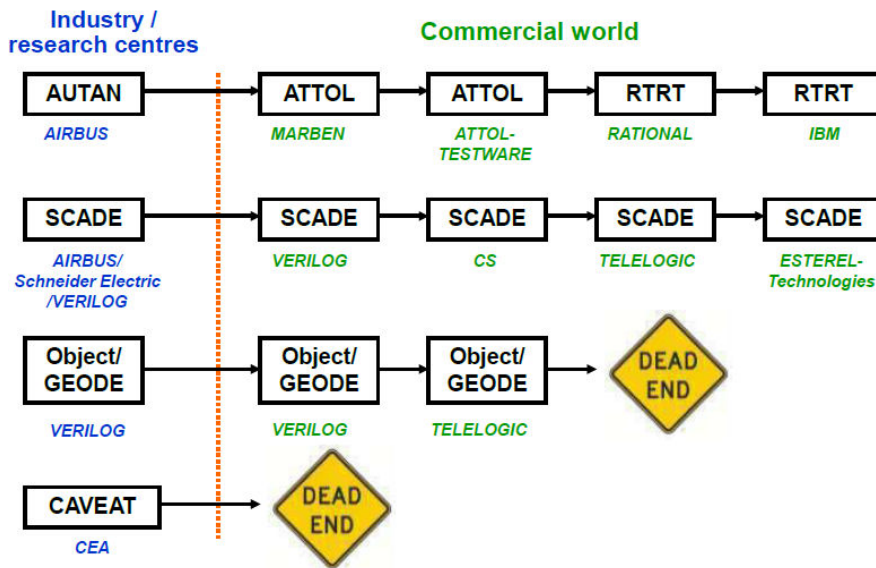 Industry /
research centres
Commercial world
AUTAN
ATTOL
ATTOL
RTRT
RTRT
AIRBUS
MARBEN
ATTOL-
TESTWARE
RATIONAL
IBM
SCADE
SCADE
SCADE
SCADE
SCADE
AIRBUS/
Schneider Electric
/VERILOG
VERILOG
CS
TELELOGIC
ESTEREL-
Technologies
Object/
GEODE
Object/
GEODE
Object/
GEODE
DEAD
END
VERILOG
VERILOG
TELELOGIC
CAVEAT
DEAD
END
CEA